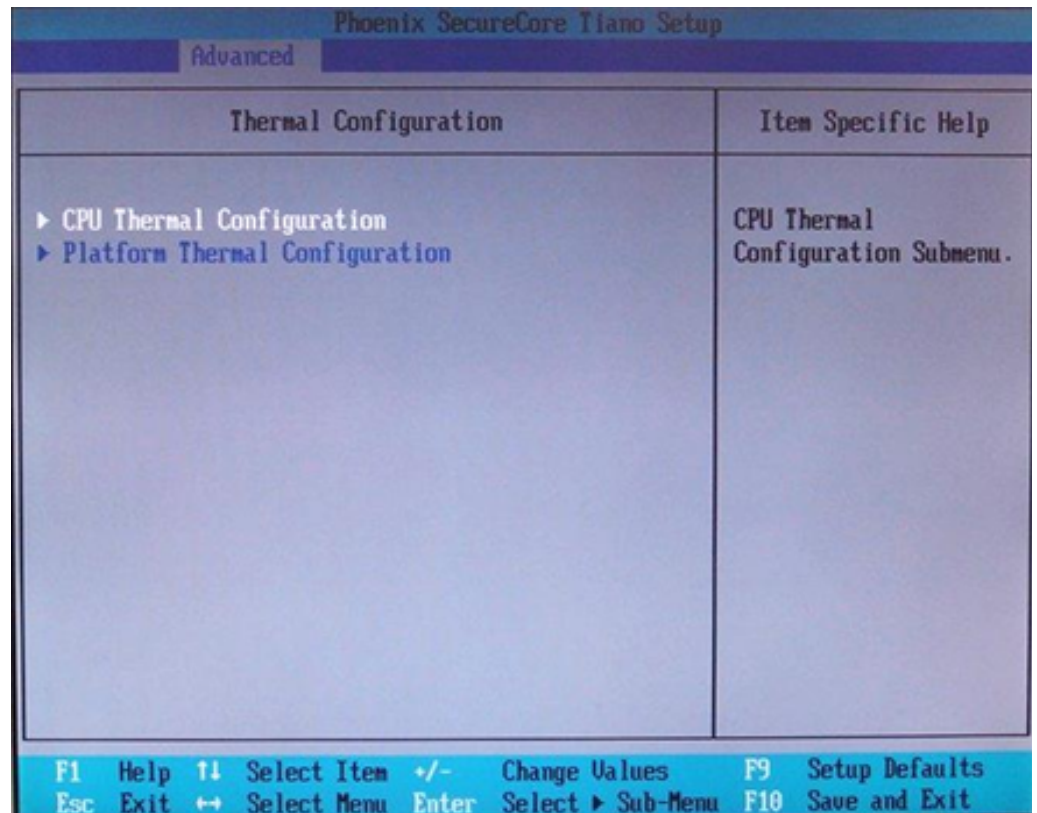 Phoenix SecureCore Tiano Setup
Advanced
Thermal Configuration
Item Specific Help
▶ CPU Thermal Configuration
▶ Platform Thermal Configuration
CPU Thermal
Configuration Submenu.
F1 Help ↑↓ Select Item +/- Change Values F9 Setup Defaults
Esc Exit ↔ Select Menu Enter Select ▶ Sub-Menu F10 Save and Exit